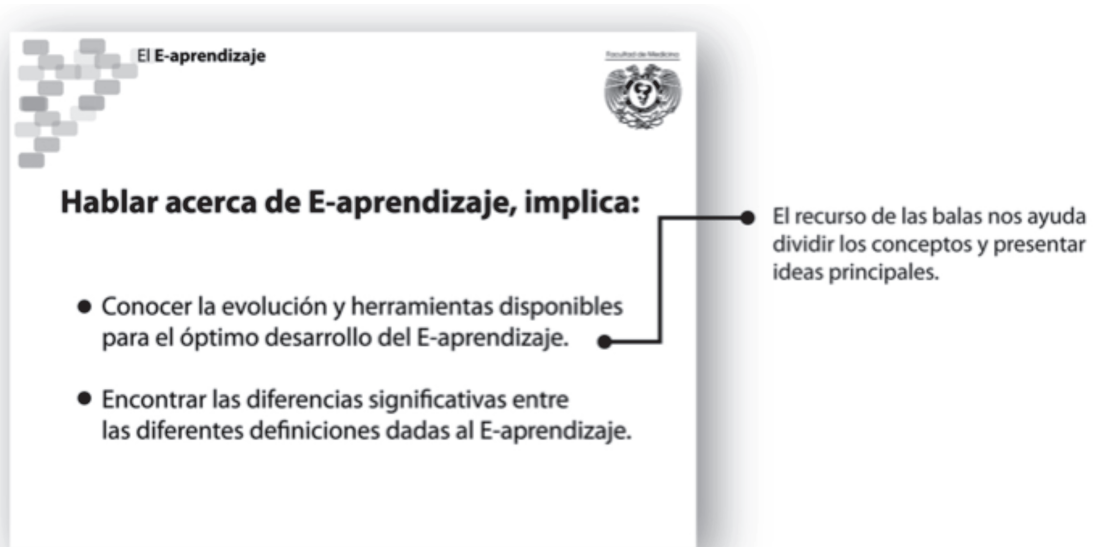 El E-aprendizaje
Facultad de Medicina
Hablar acerca de E-aprendizaje, implica:
● Conocer la evolución y herramientas disponibles
para el óptimo desarrollo del E-aprendizaje.
● Encontrar las diferencias significativas entre
las diferentes definiciones dadas al E-aprendizaje.
El recurso de las balas nos ayuda
dividir los conceptos y presentar
ideas principales.